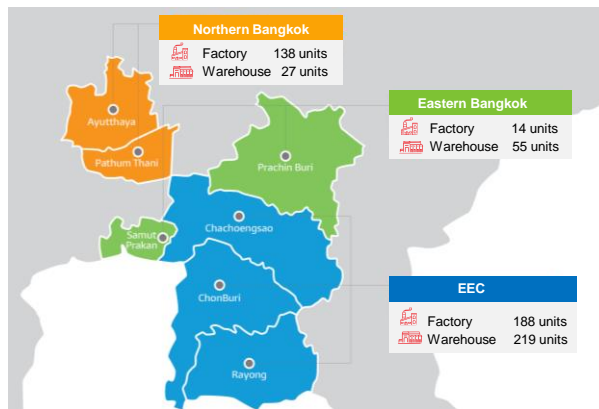 Northern Bangkok
Factory 138 units
Warehouse 27 units
Eastern Bangkok
Factory 14 units
Warehouse 55 units
Ayutthaya
Pathum Thani
Prachin Buri
Samut
Prakan
Chachoengsao
ChonBuri
Rayong
EEC
Factory 188 units
Warehouse 219 units